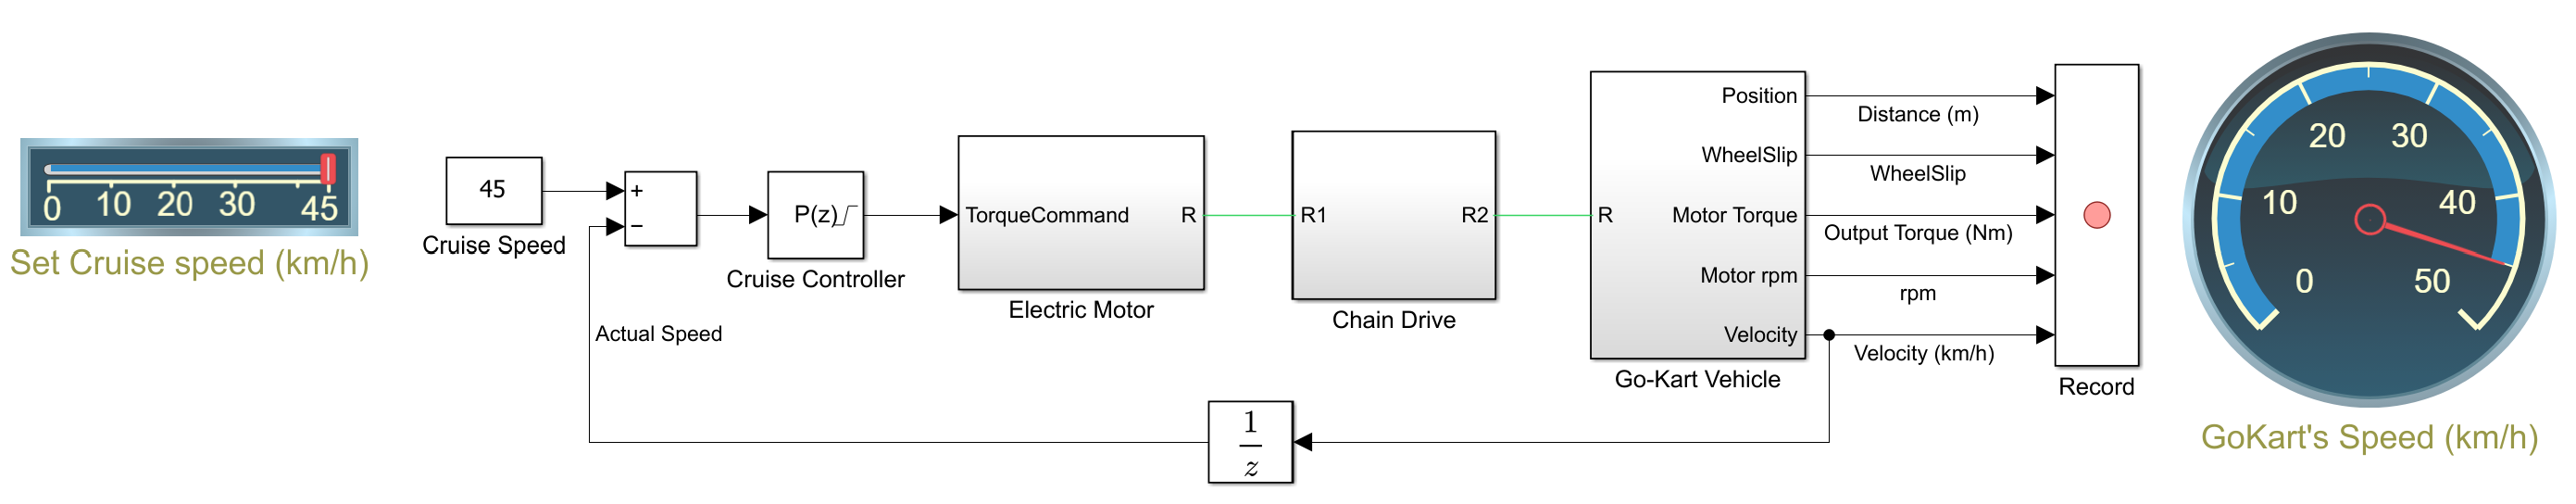 0 10 20 30 45
Set Cruise speed (km/h)
45
Cruise Speed
+
−
P(z)
Cruise Controller
TorqueCommand R
Electric Motor
R1 R2
Chain Drive
R
Position
WheelSlip
Motor Torque
Motor rpm
Velocity
Go-Kart Vehicle
Distance (m)
WheelSlip
Output Torque (Nm)
rpm
Velocity (km/h)
Record
Actual Speed
1
z
20 30
10 40
0 50
GoKart's Speed (km/h)